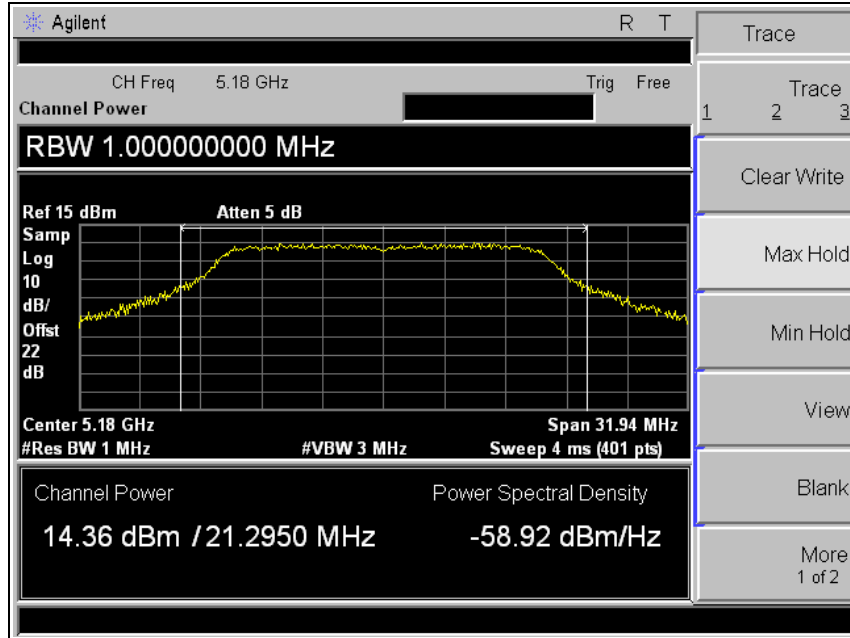 Agilent R T
Trace
CH Freq 5.18 GHz Trig Free
Channel Power
Trace
1 2 3
RBW 1.000000000 MHz
Clear Write
Ref 15 dBm Atten 5 dB
Samp
Log
10
dB/
Offst
22
dB
Max Hold
Min Hold
View
Center 5.18 GHz Span 31.94 MHz
#Res BW 1 MHz #VBW 3 MHz Sweep 4 ms (401 pts)
Channel Power Power Spectral Density
14.36 dBm / 21.2950 MHz -58.92 dBm/Hz
Blank
More
1 of 2